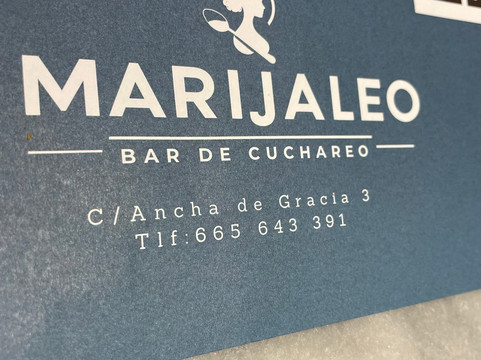 MARIJALEO
BAR DE CUCHAREO
C/Ancha de Gracia 3
Tlf:665 643 391